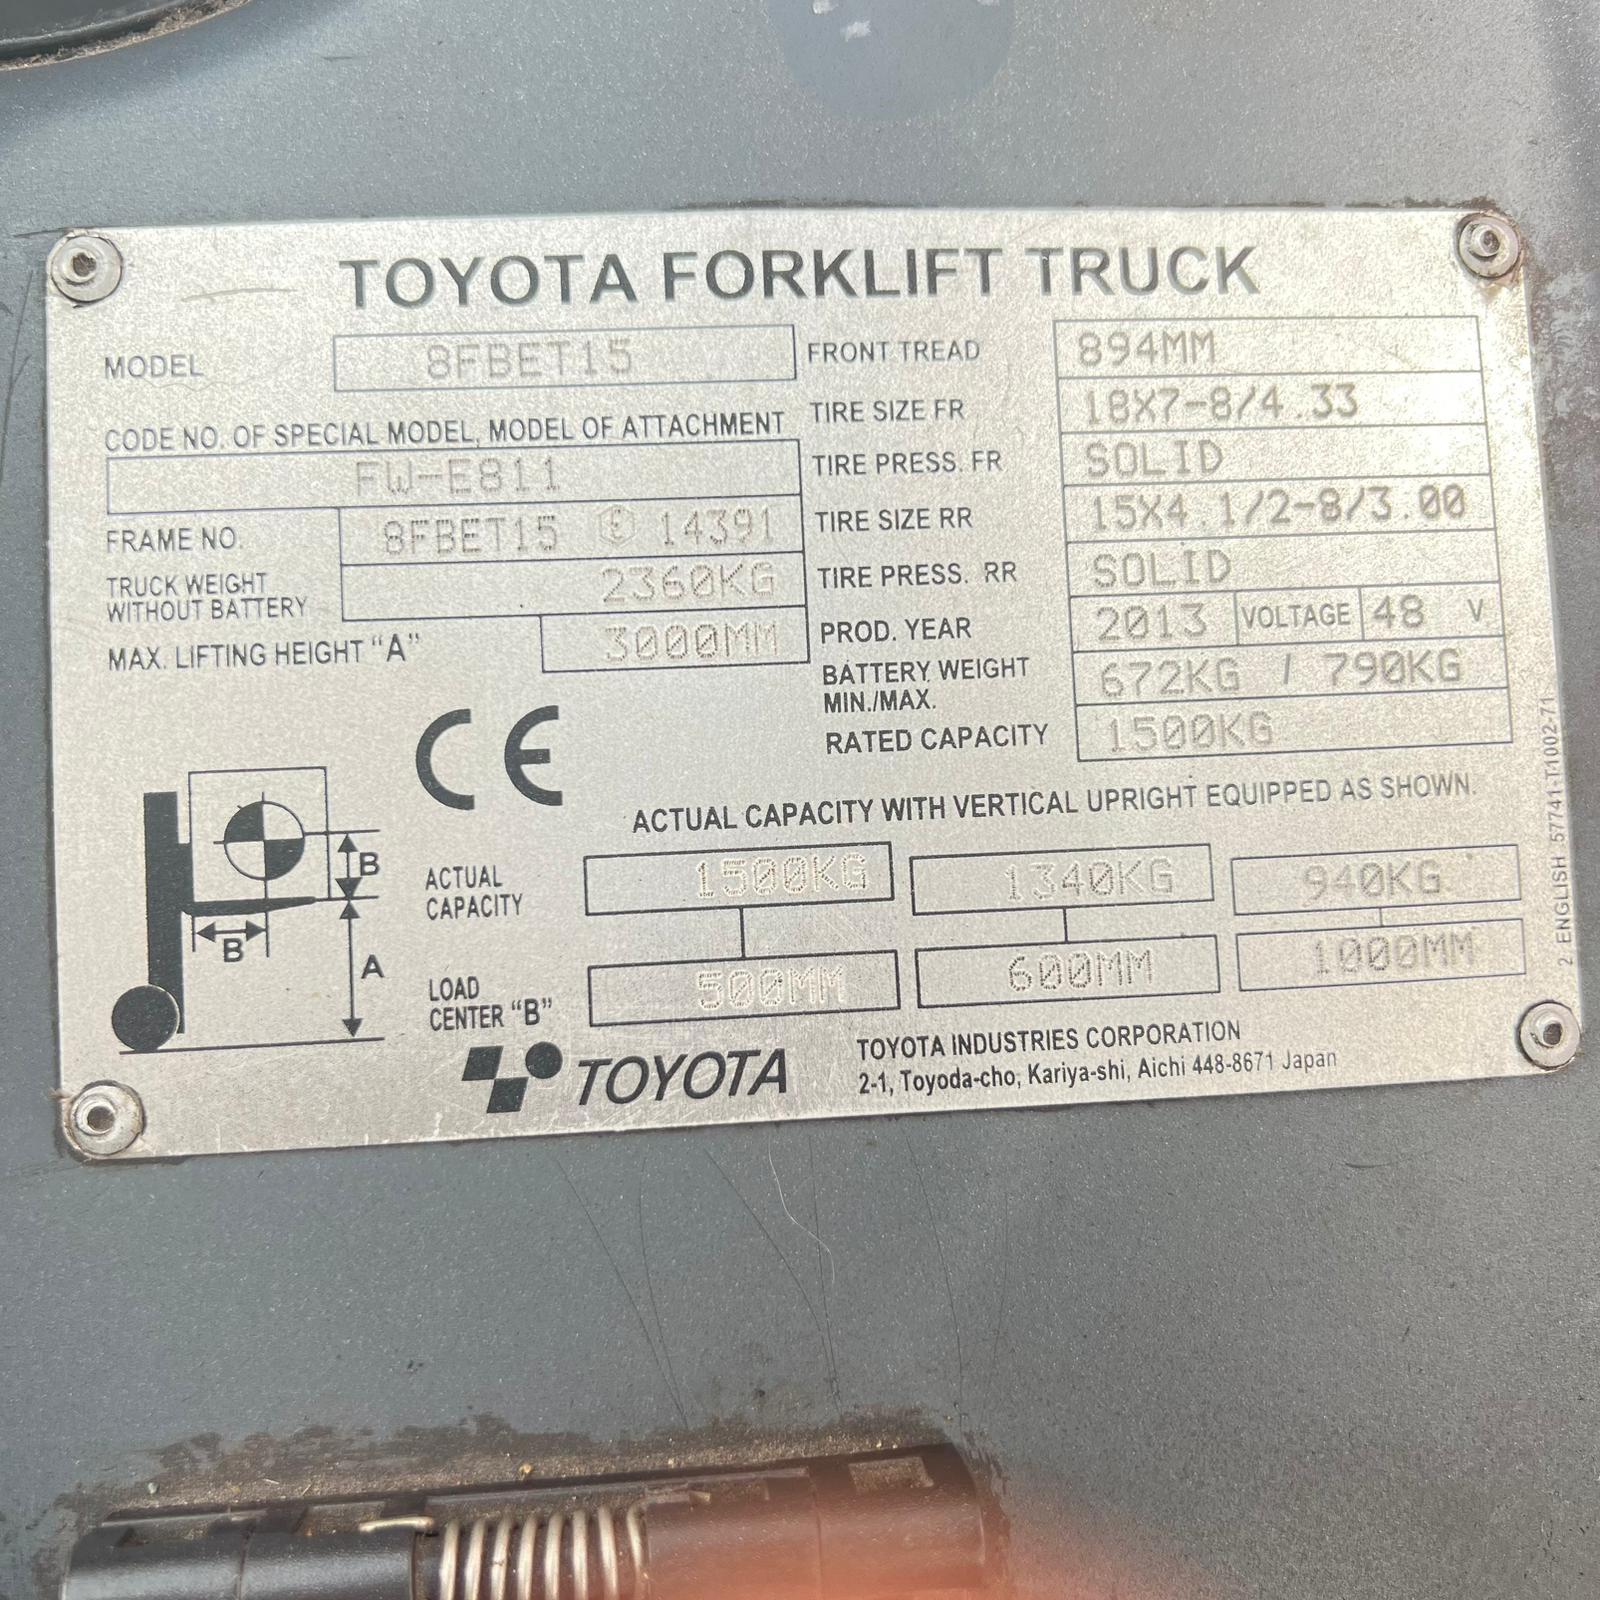 TOYOTA FORKLIFT TRUCK
MODEL 8FBET15
CODE NO. OF SPECIAL MODEL, MODEL OF ATTACHMENT
FW-E811
FRAME NO. 8FBET15 E 14391
TRUCK WEIGHT
WITHOUT BATTERY 2360KG
MAX. LIFTING HEIGHT "A" 3000MM
FRONT TREAD 894MM
TIRE SIZE FR 18X7-8/4.33
TIRE PRESS. FR SOLID
TIRE SIZE RR 15X4.1/2-8/3.00
TIRE PRESS. RR SOLID
PROD. YEAR 2013 VOLTAGE 48 V
BATTERY WEIGHT
MIN./MAX. 672KG / 790KG
RATED CAPACITY 1500KG
CE
ACTUAL CAPACITY WITH VERTICAL UPRIGHT EQUIPPED AS SHOWN.
B
B
A
ACTUAL
CAPACITY 1500KG 1340KG 940KG
LOAD
CENTER "B" 500MM 600MM 1000MM
TOYOTA
TOYOTA INDUSTRIES CORPORATION
2-1, Toyoda-cho, Kariya-shi, Aichi 448-8671 Japan
2 ENGLISH 57741-T1002-71